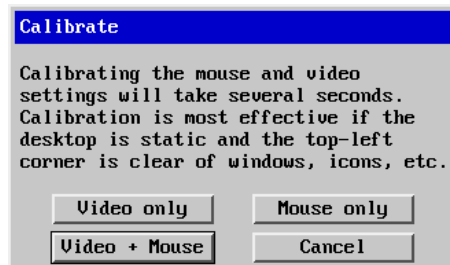 Calibrate
Calibrating the mouse and video
settings will take several seconds.
Calibration is most effective if the
desktop is static and the top-left
corner is clear of windows, icons, etc.
Video only
Mouse only
Video + Mouse
Cancel